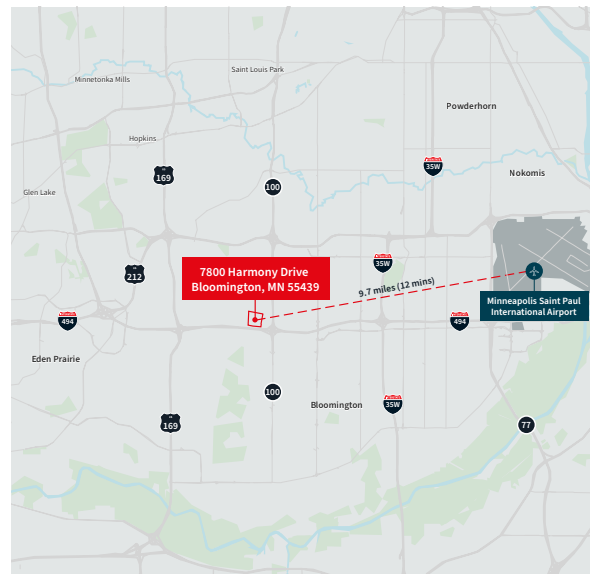 Saint Louis Park
Minnetonka Mills
Powderhorn
Hopkins
35W
Nokomis
169
100
Glen Lake
35W
7800 Harmony Drive
Bloomington, MN 55439
212
9.7 miles (12 mins)
Minneapolis Saint Paul
International Airport
494
494
Eden Prairie
100
Bloomington
35W
169
77